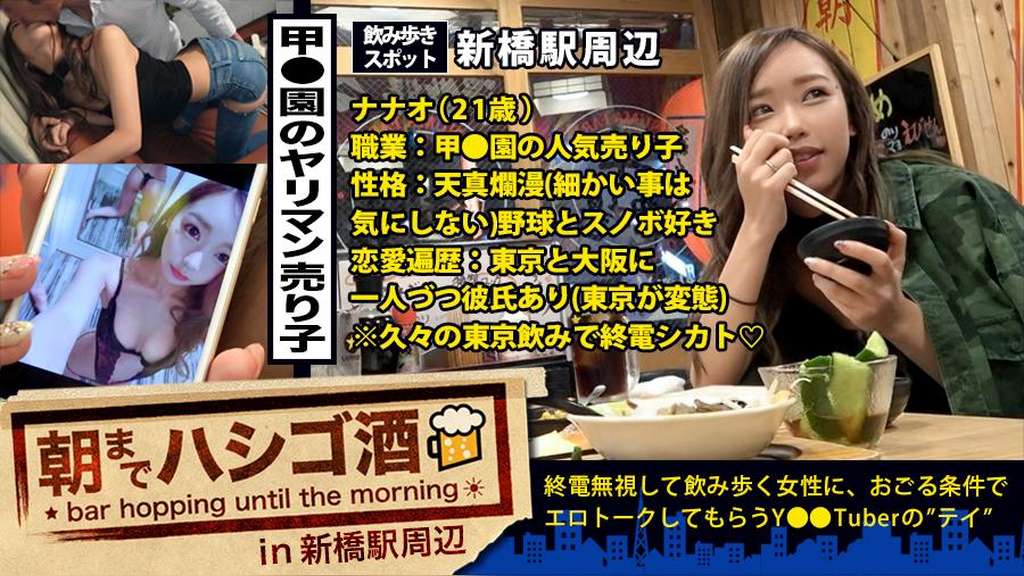 甲●園のヤリマン売り子
飲み歩き
スポット
新橋駅周辺
ナナオ（21歳）
職業：甲●園の人気売り子
性格：天真爛漫(細かい事は
気にしない)野球とスノボ好き
恋愛遍歴：東京と大阪に
一人づつ彼氏あり(東京が変態)
※久々の東京飲みで終電シカト♡
朝までハシゴ酒
★bar hopping until the morning☀
in 新橋駅周辺
終電無視して飲み歩く女性に、おごる条件で
エロトークしてもらうY●●Tuberの”テイ”